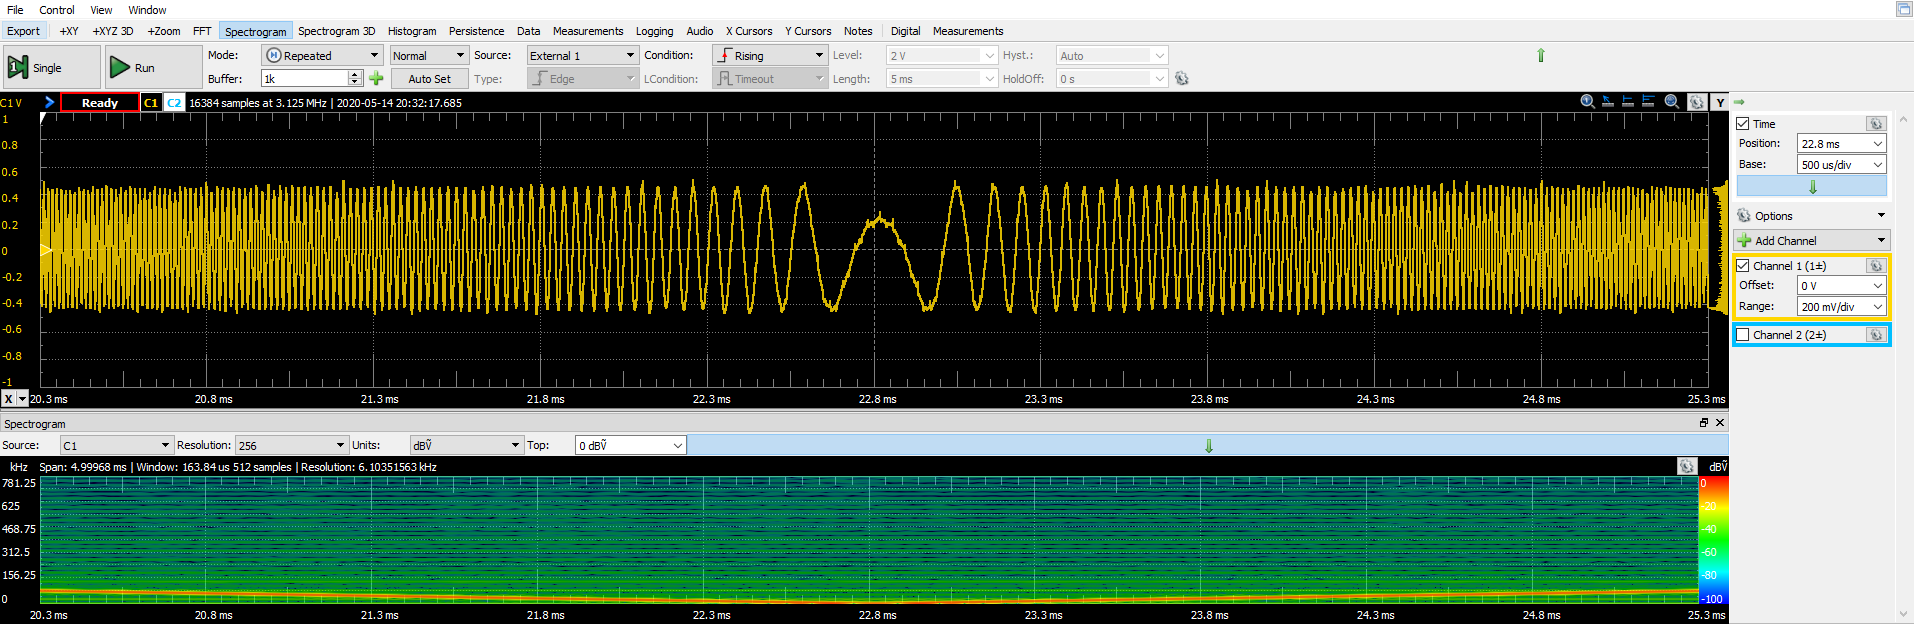 File Control View Window
Export +XY +XYZ 3D +Zoom FFT Spectrogram Spectrogram 3D Histogram Persistence Data Measurements Logging Audio X Cursors Y Cursors Notes Digital Measurements
Single Run Mode: Repeated Normal Source: External 1 Condition: Rising Level: 2 V Hyst.: Auto
Buffer: 1k Auto Set Type: Edge LCondition: Timeout Length: 5 ms HoldOff: 0 s
C1 V Ready C1 C2 16384 samples at 3.125 MHz | 2020-05-14 20:32:17.685 Y
1
0.8
0.6
0.4
0.2
0
-0.2
-0.4
-0.6
-0.8
-1
X 20.3 ms 20.8 ms 21.3 ms 21.8 ms 22.3 ms 22.8 ms 23.3 ms 23.8 ms 24.3 ms 24.8 ms 25.3 ms
Time
Position: 22.8 ms
Base: 500 us/div
Options
Add Channel
Channel 1 (1±)
Offset: 0 V
Range: 200 mV/div
Channel 2 (2±)
Spectrogram
Source: C1 Resolution: 256 Units: dBṼ Top: 0 dBṼ
kHz Span: 4.99968 ms | Window: 163.84 us 512 samples | Resolution: 6.10351563 kHz dBṼ
781.25
625
468.75
312.5
156.25
0
0
-20
-40
-60
-80
-100
20.3 ms 20.8 ms 21.3 ms 21.8 ms 22.3 ms 22.8 ms 23.3 ms 23.8 ms 24.3 ms 24.8 ms 25.3 ms